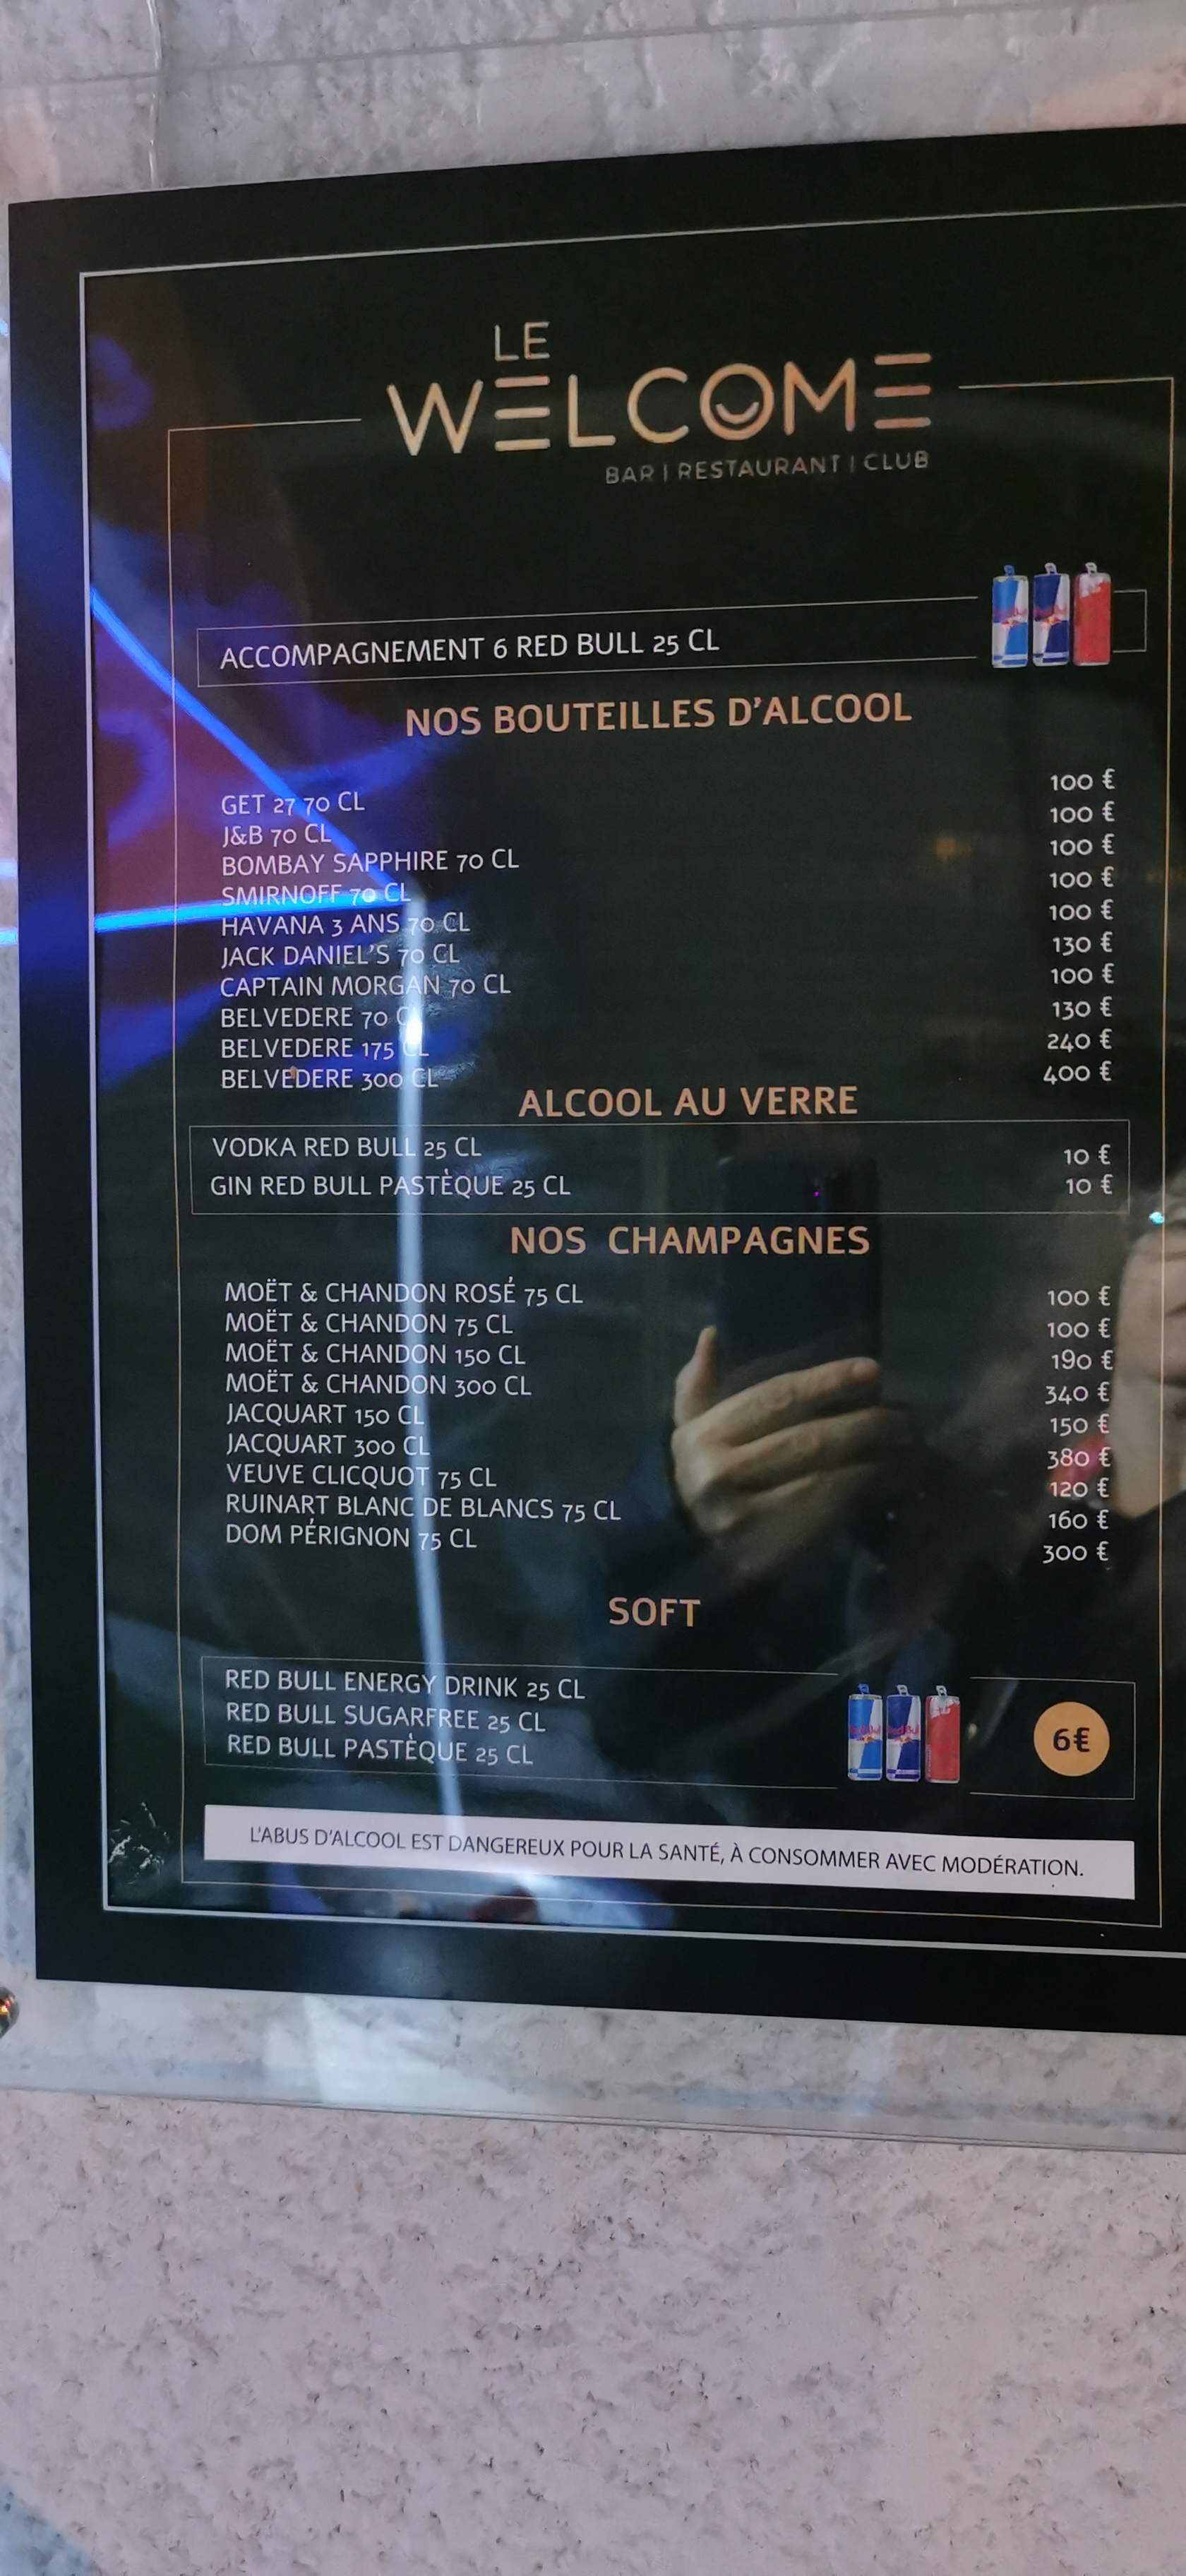 LE
WELCOME
BAR | RESTAURANT | CLUB
ACCOMPAGNEMENT 6 RED BULL 25 CL
NOS BOUTEILLES D'ALCOOL
GET 27 70 CL 100 €
J&B 70 CL 100 €
BOMBAY SAPPHIRE 70 CL 100 €
SMIRNOFF 70 CL 100 €
HAVANA 3 ANS 70 CL 100 €
JACK DANIEL'S 70 CL 130 €
CAPTAIN MORGAN 70 CL 100 €
BELVEDERE 70 CL 130 €
BELVEDERE 175 CL 240 €
BELVEDERE 300 CL 400 €
ALCOOL AU VERRE
VODKA RED BULL 25 CL 10 €
GIN RED BULL PASTÈQUE 25 CL 10 €
NOS CHAMPAGNES
MOËT & CHANDON ROSÉ 75 CL 100 €
MOËT & CHANDON 75 CL 100 €
MOËT & CHANDON 150 CL 190 €
MOËT & CHANDON 300 CL 340 €
JACQUART 150 CL 150 €
JACQUART 300 CL 380 €
VEUVE CLICQUOT 75 CL 120 €
RUINART BLANC DE BLANCS 75 CL 160 €
DOM PÉRIGNON 75 CL 300 €
SOFT
RED BULL ENERGY DRINK 25 CL
RED BULL SUGARFREE 25 CL
RED BULL PASTÈQUE 25 CL
6€
L'ABUS D'ALCOOL EST DANGEREUX POUR LA SANTÉ, À CONSOMMER AVEC MODÉRATION.